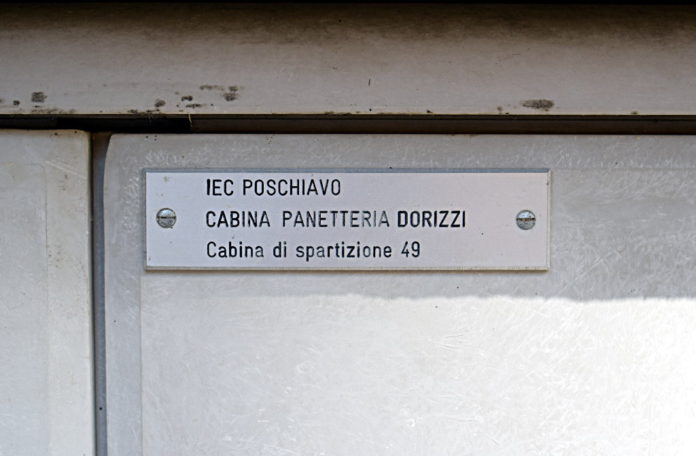 IEC POSCHIAVO
CABINA PANETTERIA DORIZZI
Cabina di spartizione 49